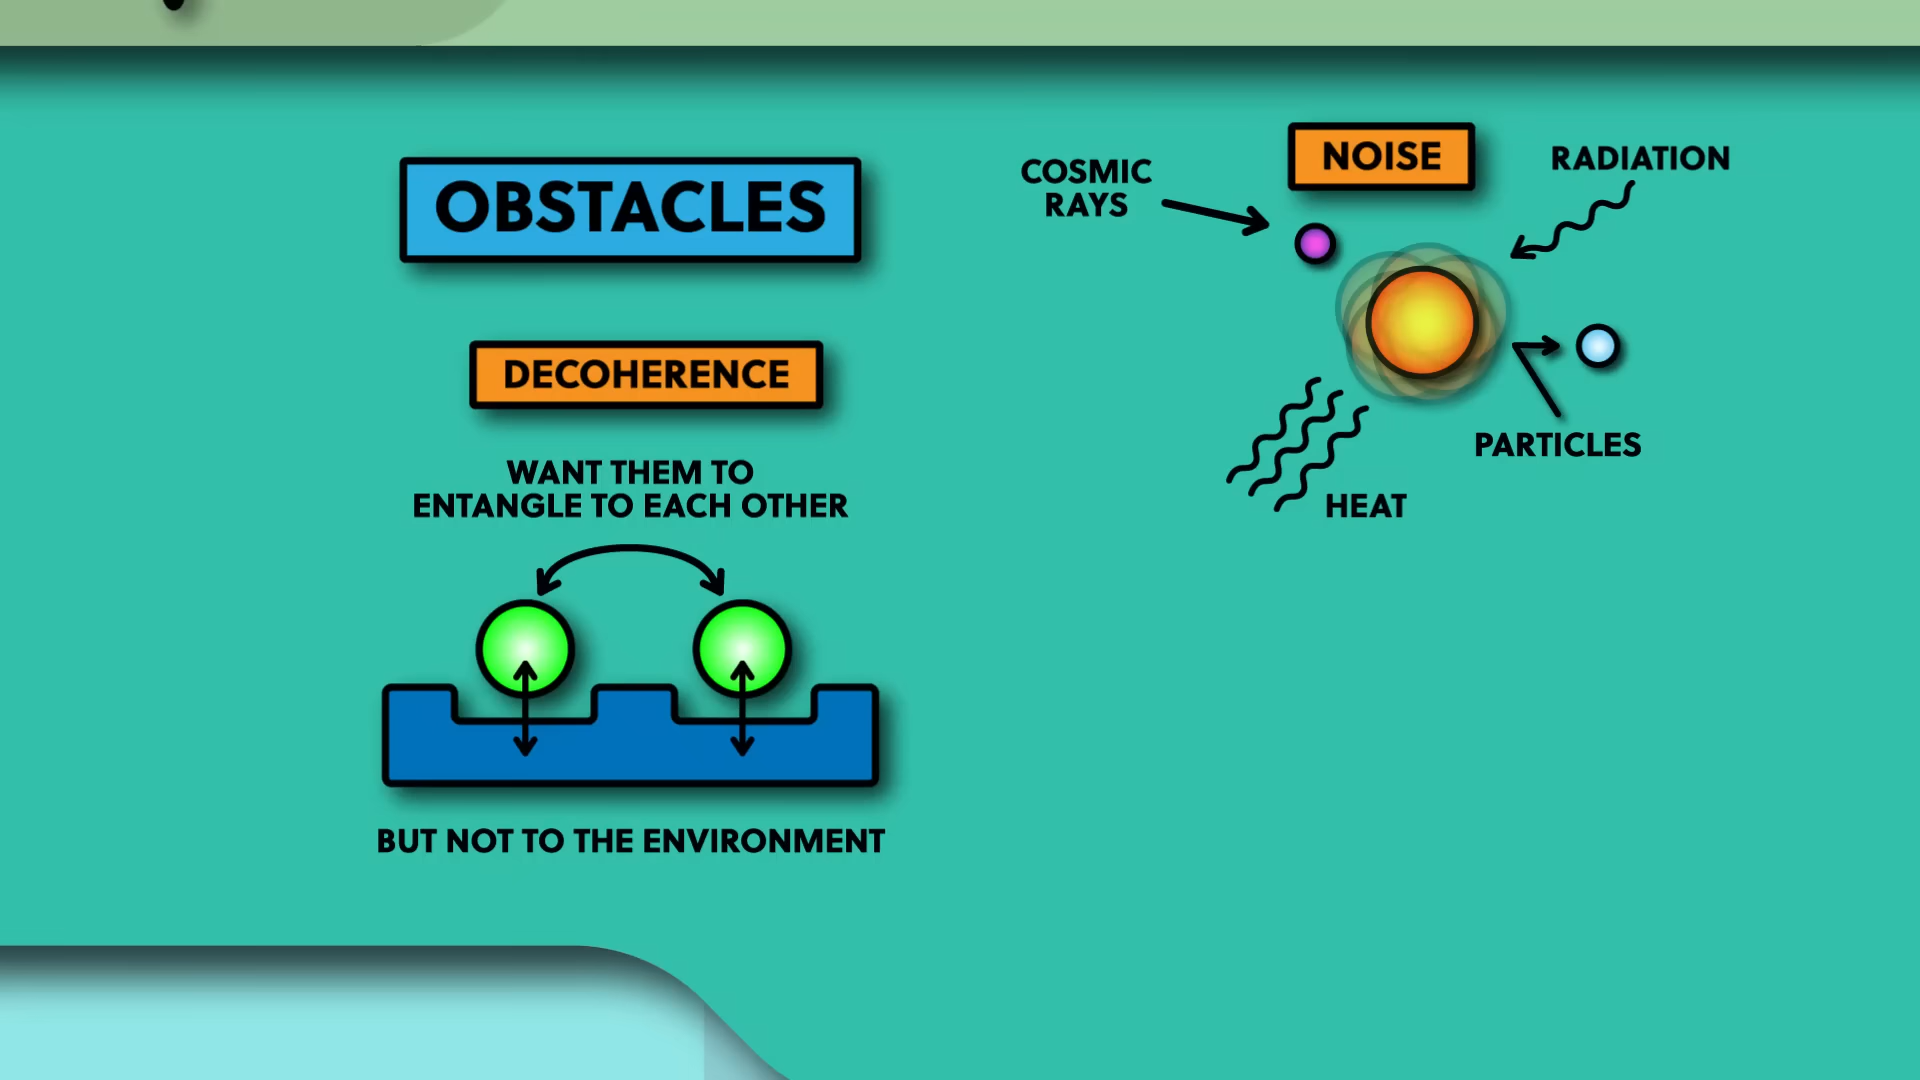 OBSTACLES
DECOHERENCE
WANT THEM TO
ENTANGLE TO EACH OTHER
BUT NOT TO THE ENVIRONMENT
NOISE
COSMIC
RAYS
RADIATION
PARTICLES
HEAT